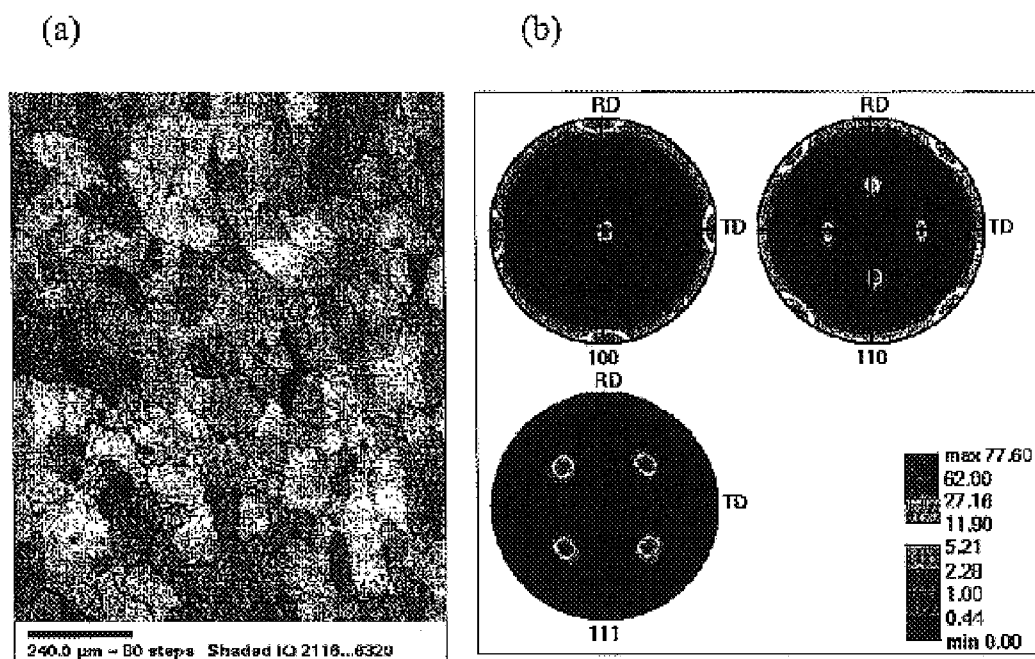 (a)
(b)
240.0 μm = 80 steps Shaded IQ 2116...6320
RD
TD
100
RD
TD
110
RD
TD
111
max 77.60
62.00
27.16
11.90
5.21
2.28
1.00
0.44
min 0.00